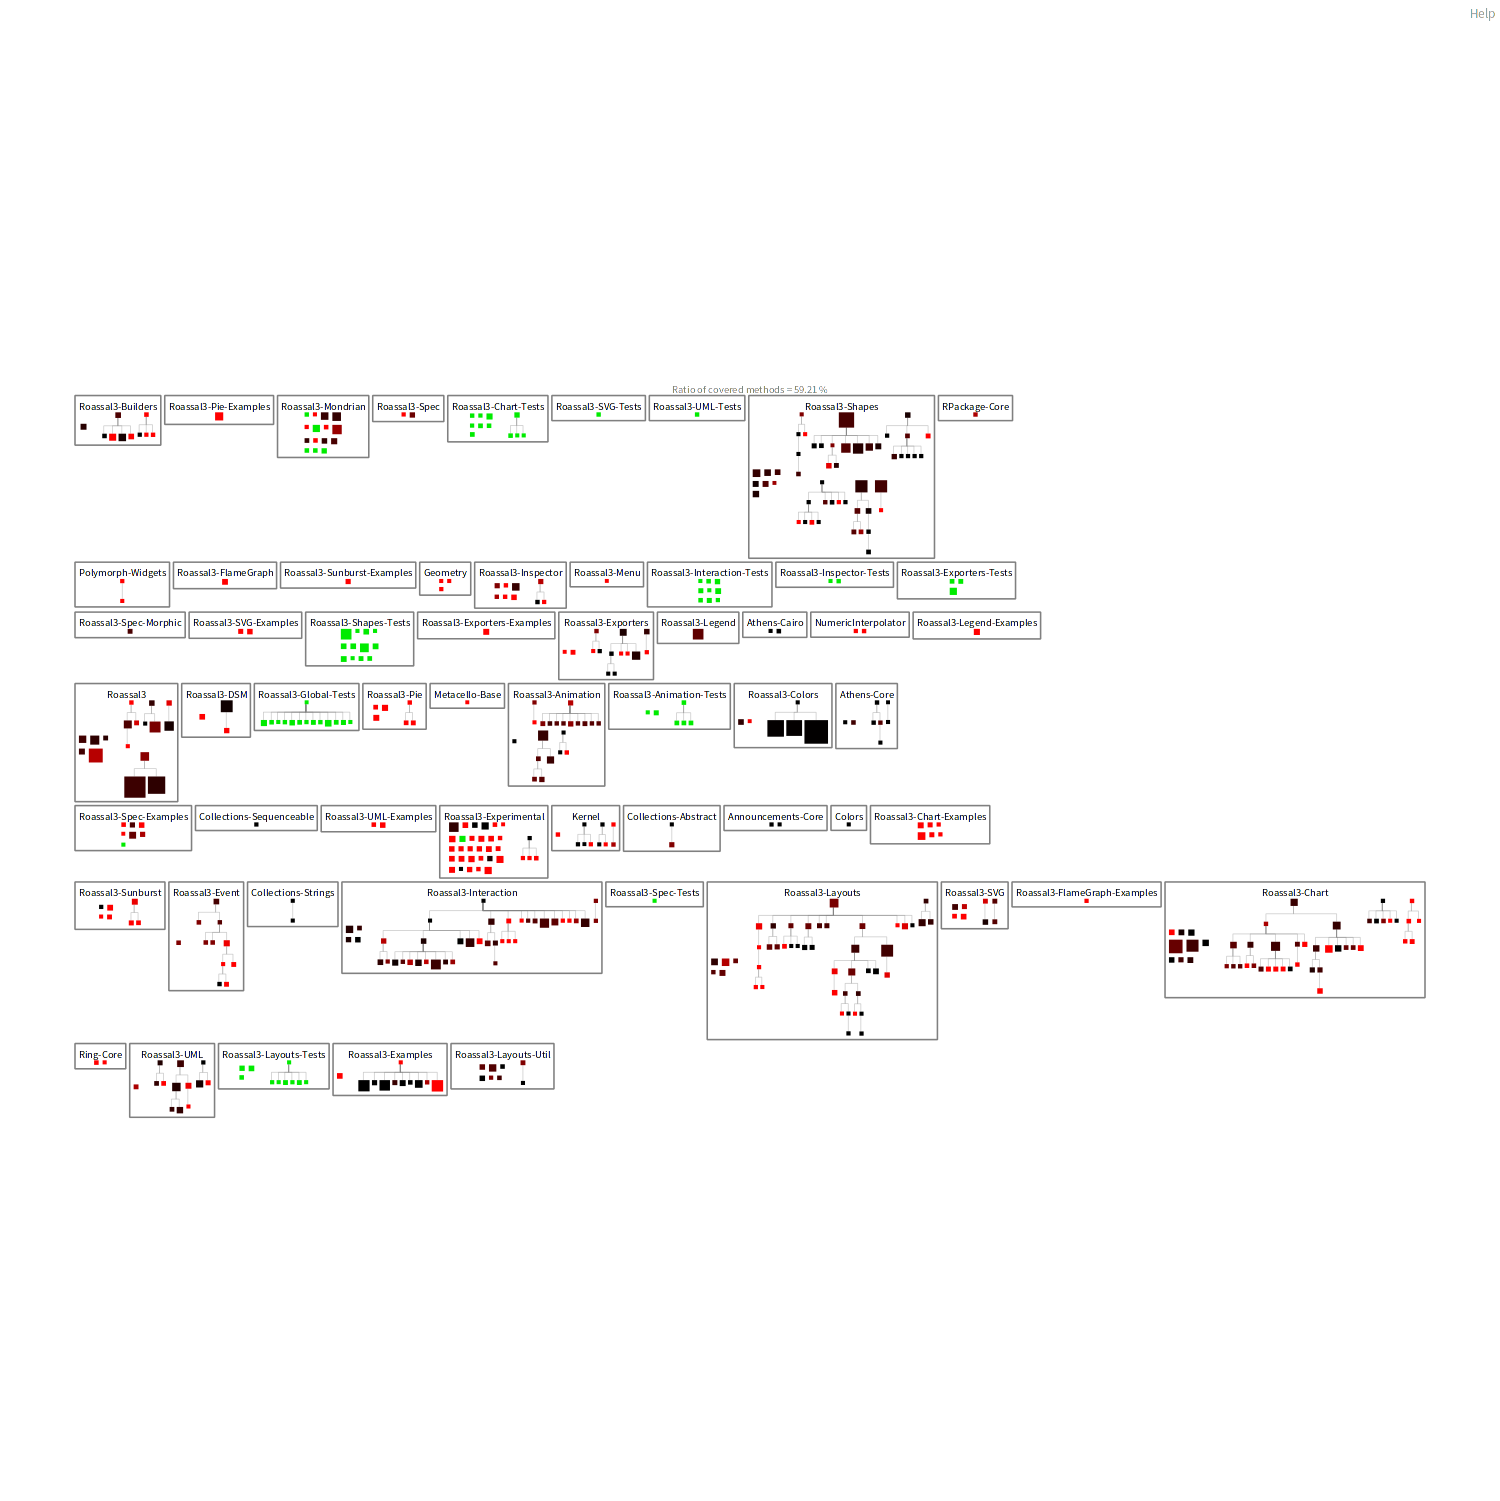 Help
Ratio of covered methods = 59.21 %
Roassal3-Builders Roassal3-Pie-Examples Roassal3-Mondrian Roassal3-Spec Roassal3-Chart-Tests Roassal3-SVG-Tests Roassal3-UML-Tests Roassal3-Shapes RPackage-Core
Polymorph-Widgets Roassal3-FlameGraph Roassal3-Sunburst-Examples Geometry Roassal3-Inspector Roassal3-Menu Roassal3-Interaction-Tests Roassal3-Inspector-Tests Roassal3-Exporters-Tests
Roassal3-Spec-Morphic Roassal3-SVG-Examples Roassal3-Shapes-Tests Roassal3-Exporters-Examples Roassal3-Exporters Roassal3-Legend Athens-Cairo NumericInterpolator Roassal3-Legend-Examples
Roassal3 Roassal3-DSM Roassal3-Global-Tests Roassal3-Pie Metacello-Base Roassal3-Animation Roassal3-Animation-Tests Roassal3-Colors Athens-Core
Roassal3-Spec-Examples Collections-Sequenceable Roassal3-UML-Examples Roassal3-Experimental Kernel Collections-Abstract Announcements-Core Colors Roassal3-Chart-Examples
Roassal3-Sunburst Roassal3-Event Collections-Strings Roassal3-Interaction Roassal3-Spec-Tests Roassal3-Layouts Roassal3-SVG Roassal3-FlameGraph-Examples Roassal3-Chart
Ring-Core Roassal3-UML Roassal3-Layouts-Tests Roassal3-Examples Roassal3-Layouts-Util